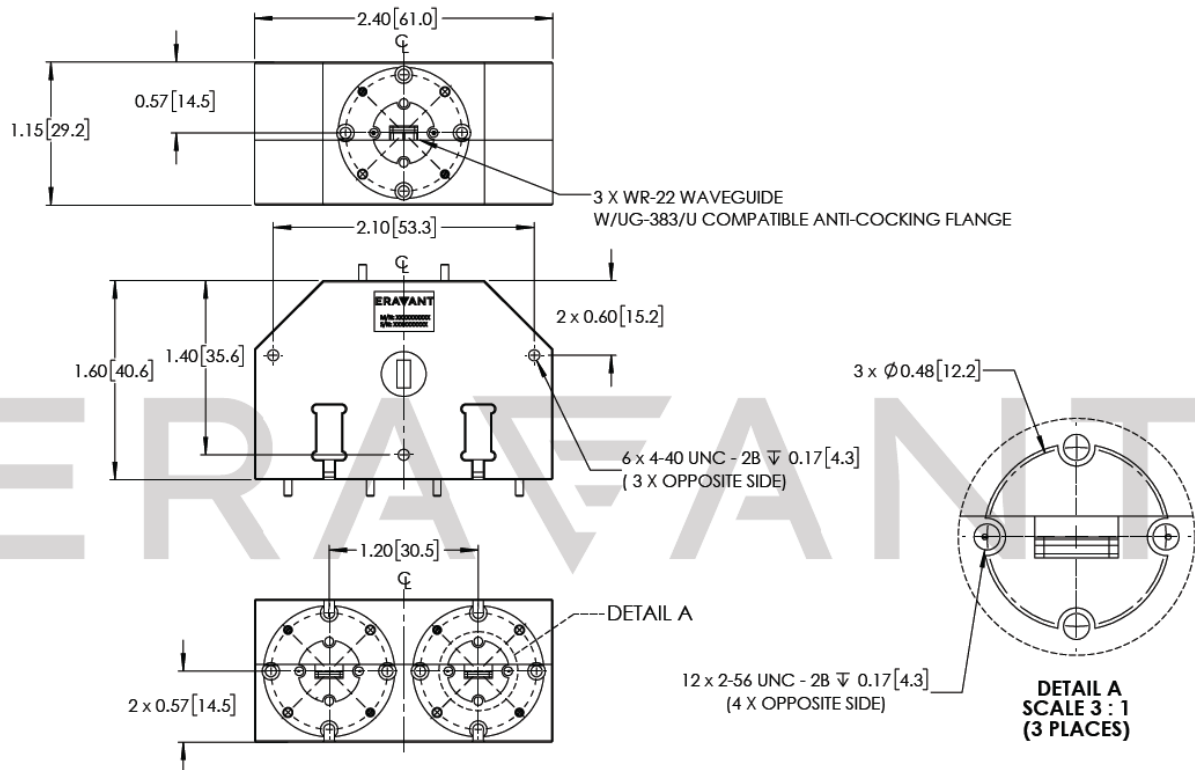 2.40[61.0]
℄
0.57[14.5]
1.15[29.2]
3 X WR-22 WAVEGUIDE
W/UG-383/U COMPATIBLE ANTI-COCKING FLANGE
2.10[53.3]
℄
ERAVANT
2 x 0.60[15.2]
1.40[35.6]
1.60[40.6]
3 x ⌀0.48[12.2]
6 x 4-40 UNC - 2B ↧ 0.17[4.3]
( 3 X OPPOSITE SIDE)
ERAVANT
1.20[30.5]
℄
DETAIL A
2 x 0.57[14.5]
12 x 2-56 UNC - 2B ↧ 0.17[4.3]
(4 X OPPOSITE SIDE)
DETAIL A
SCALE 3 : 1
(3 PLACES)